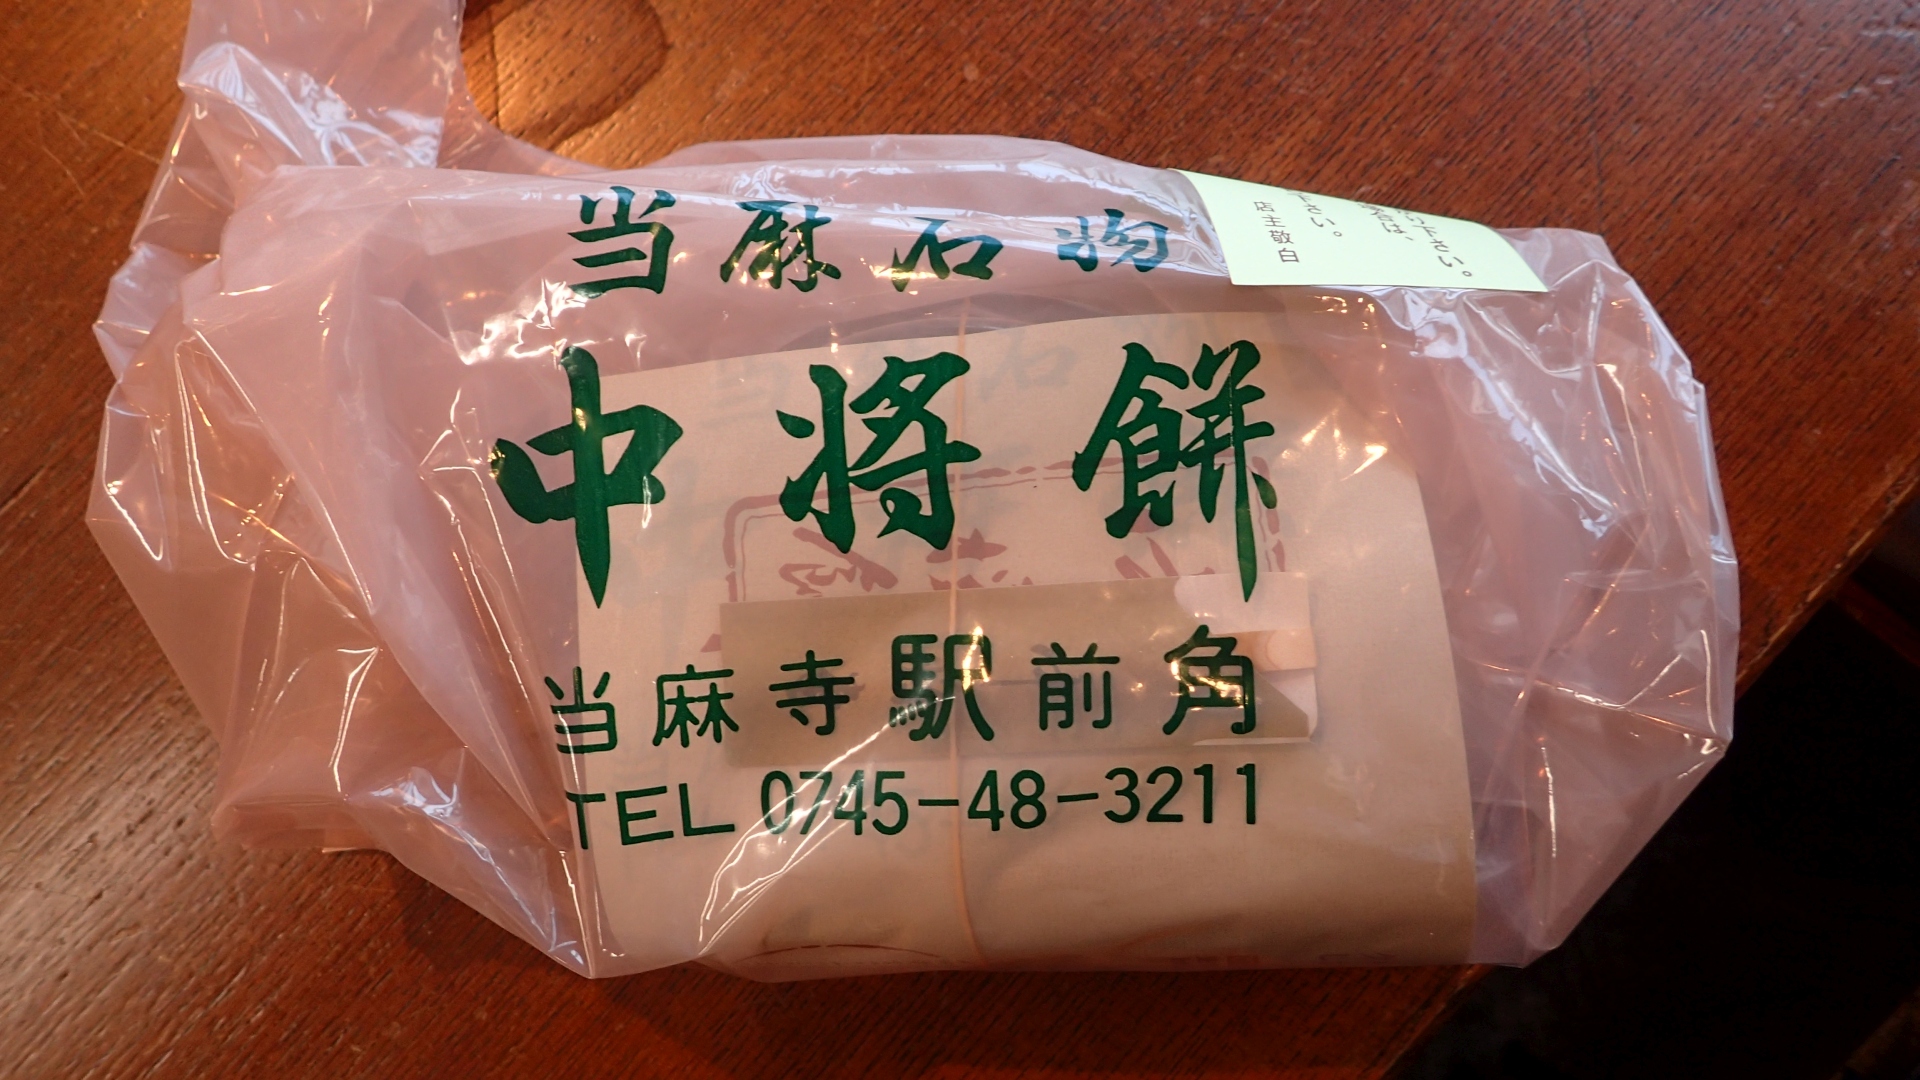 当麻名物
中将餅
当麻寺駅前角
TEL 0745-48-3211
下さい。
店主敬白